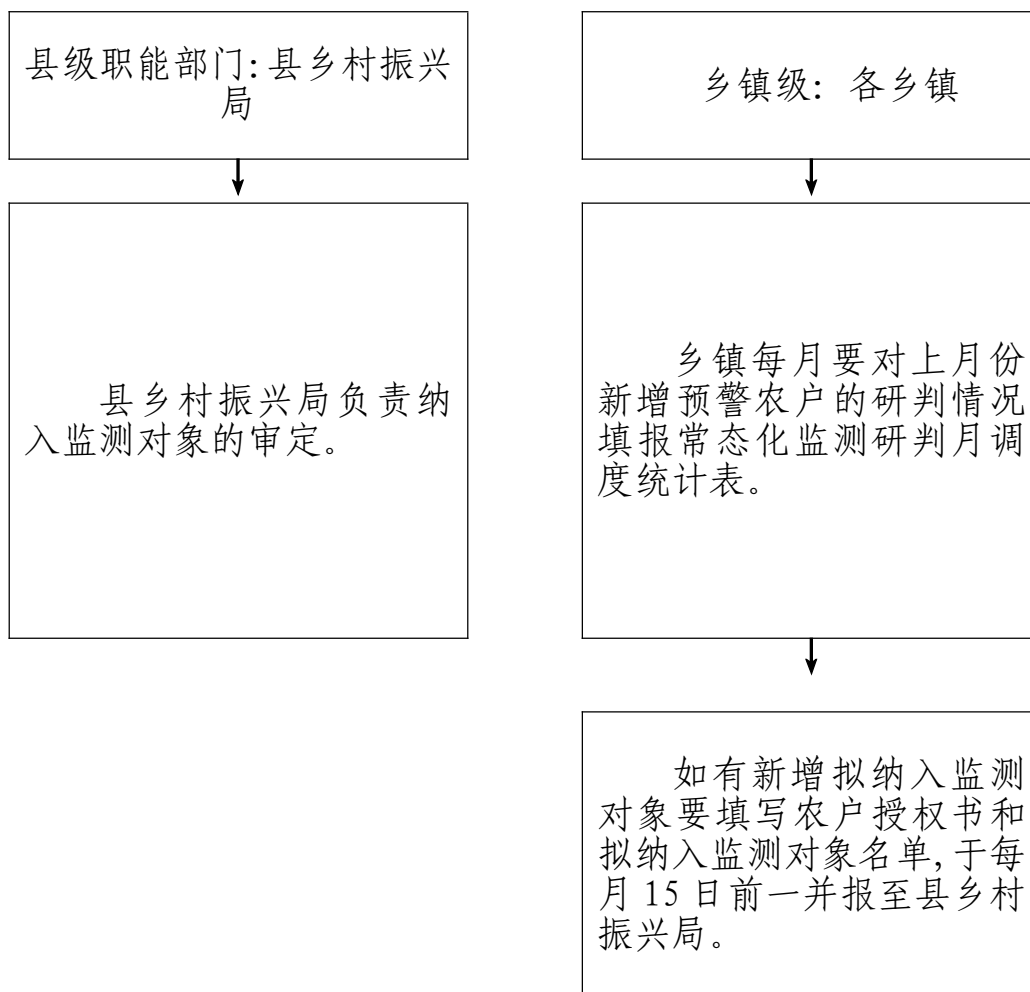 县级职能部门:县乡村振兴
局
县乡村振兴局负责纳
入监测对象的审定。
乡镇级：各乡镇
乡镇每月要对上月份
新增预警农户的研判情况
填报常态化监测研判月调
度统计表。
如有新增拟纳入监测
对象要填写农户授权书和
拟纳入监测对象名单,于每
月15日前一并报至县乡村
振兴局。